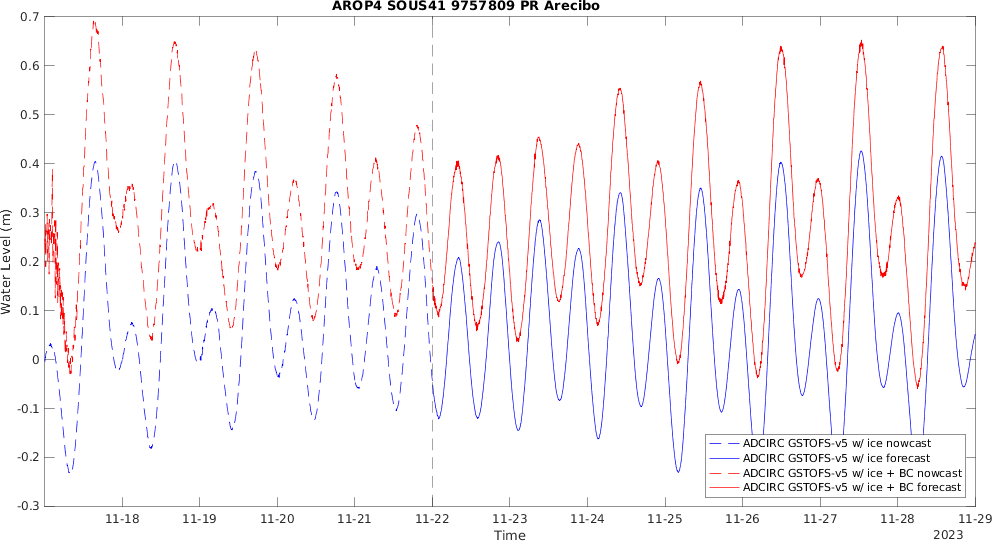 AROP4 SOUS41 9757809 PR Arecibo
0.7
0.6
0.5
0.4
0.3
0.2
0.1
0
-0.1
-0.2
-0.3
Water Level (m)
ADCIRC GSTOFS-v5 w/ ice nowcast
ADCIRC GSTOFS-v5 w/ ice forecast
ADCIRC GSTOFS-v5 w/ ice + BC nowcast
ADCIRC GSTOFS-v5 w/ ice + BC forecast
11-18 11-19 11-20 11-21 11-22 11-23 11-24 11-25 11-26 11-27 11-28 11-29
Time
2023